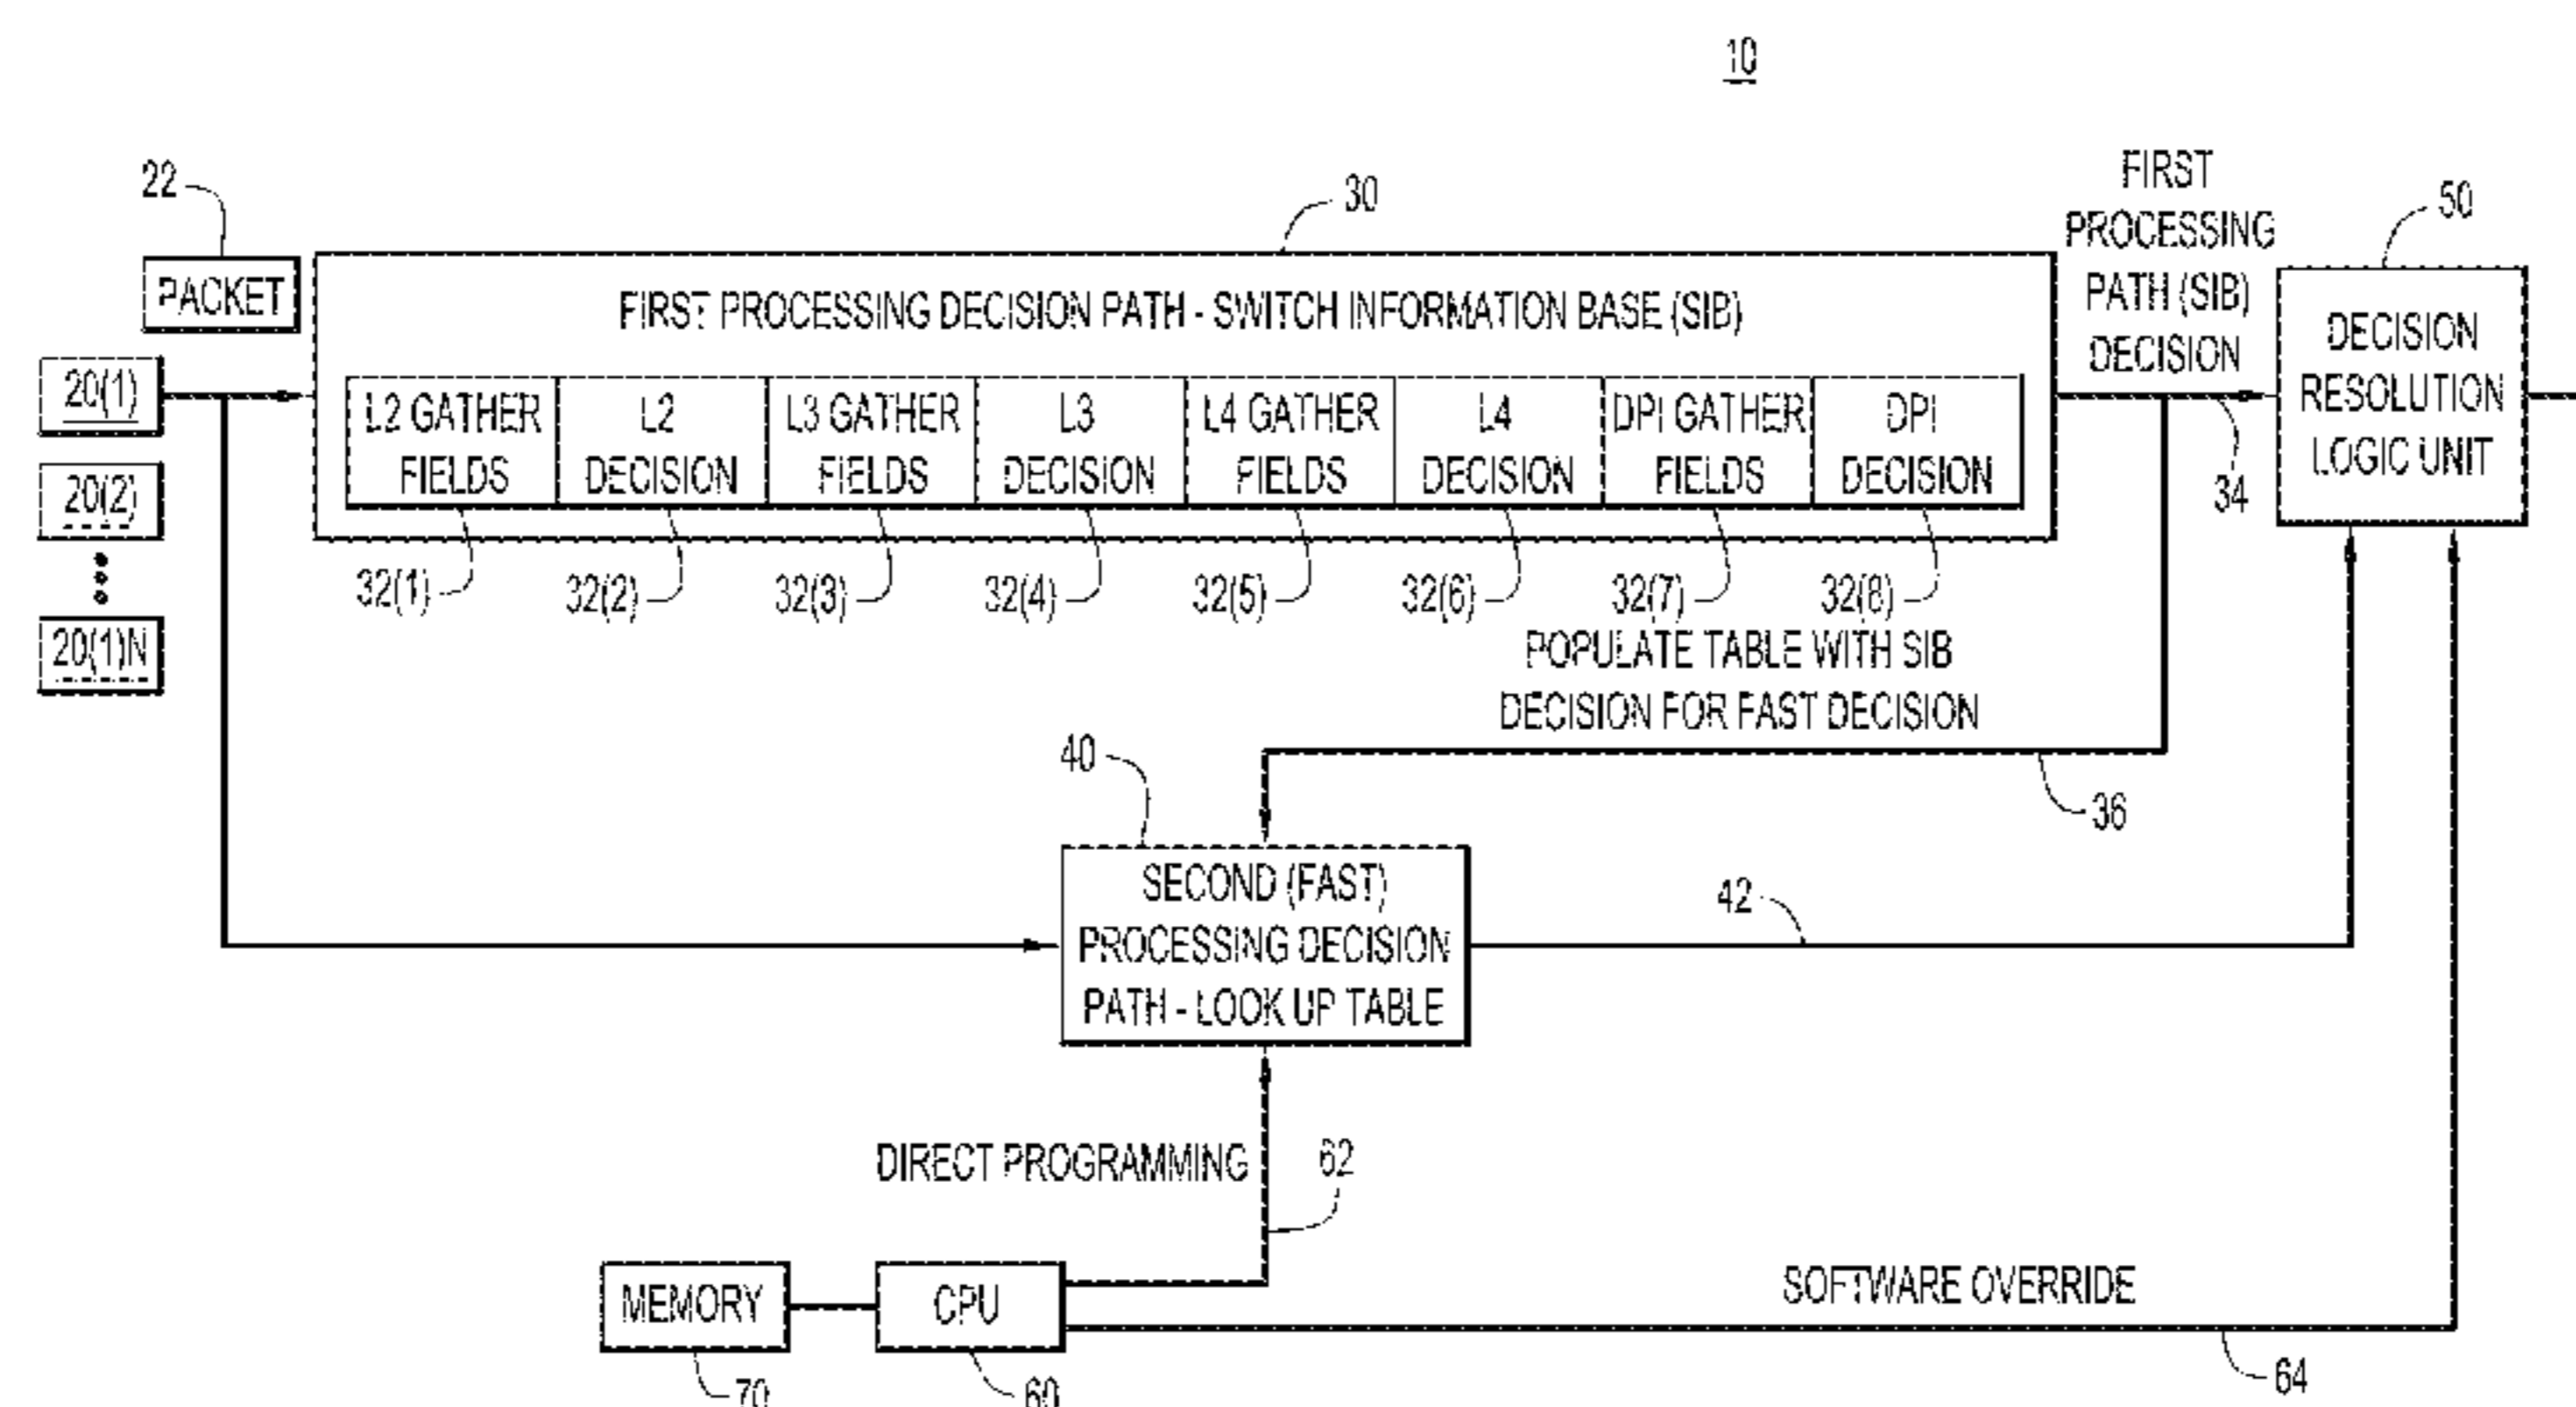 10
22
PACKET
30
FIRST
PROCESSING
PATH (SIB)
DECISION
50
FIRST PROCESSING DECISION PATH - SWITCH INFORMATION BASE (SIB)
20(1)
20(2)
20(1)N
L2 GATHER
FIELDS
L2
DECISION
L3 GATHER
FIELDS
L3
DECISION
L4 GATHER
FIELDS
L4
DECISION
DPI GATHER
FIELDS
DPI
DECISION
DECISION
RESOLUTION
LOGIC UNIT
34
32(1)
32(2)
32(3)
32(4)
32(5)
32(6)
32(7)
32(8)
POPULATE TABLE WITH SIB
DECISION FOR FAST DECISION
36
40
SECOND (FAST)
PROCESSING DECISION
PATH - LOOK UP TABLE
42
DIRECT PROGRAMMING
62
MEMORY
CPU
SOFTWARE OVERRIDE
70
60
64